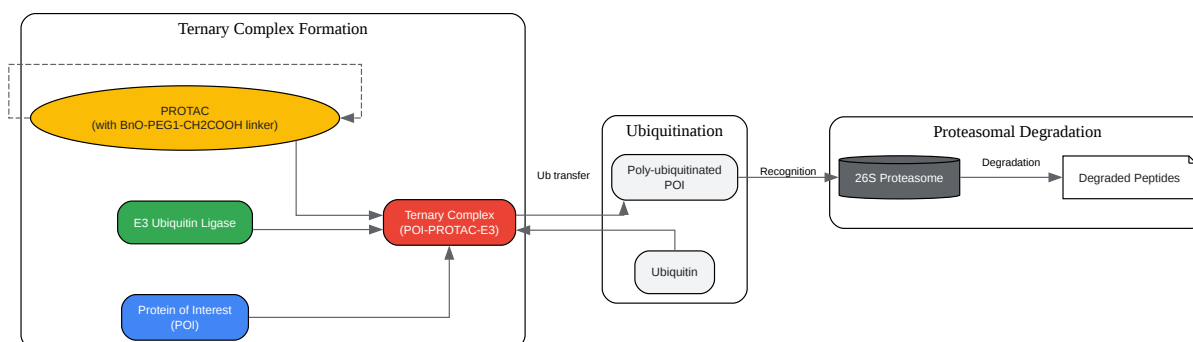 Ternary Complex Formation
PROTAC
(with BnO-PEG1-CH2COOH linker)
E3 Ubiquitin Ligase
Protein of Interest
(POI)
Ternary Complex
(POI-PROTAC-E3)
Ub transfer
Ubiquitination
Poly-ubiquitinated
POI
Ubiquitin
Recognition
Proteasomal Degradation
26S Proteasome
Degradation
Degraded Peptides